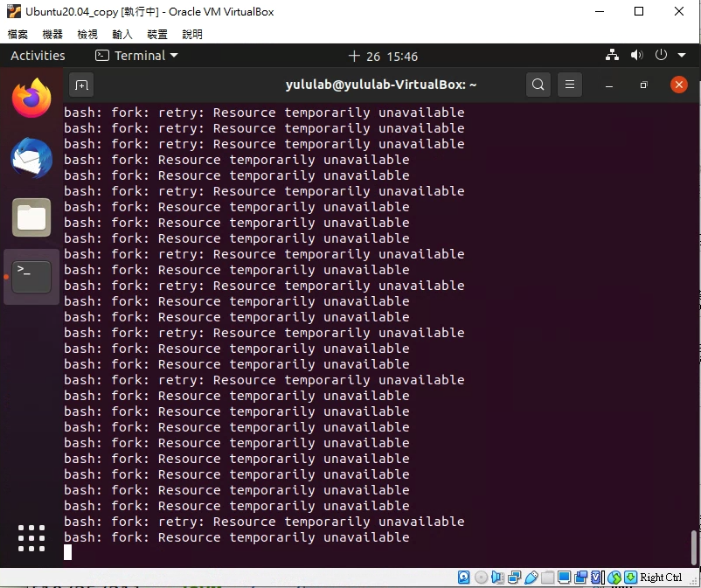 Ubuntu20.04_copy [執行中] - Oracle VM VirtualBox
檔案 機器 檢視 輸入 裝置 說明
Activities Terminal 十 26 15:46
yululab@yululab-VirtualBox: ~
bash: fork: retry: Resource temporarily unavailable
bash: fork: retry: Resource temporarily unavailable
bash: fork: retry: Resource temporarily unavailable
bash: fork: Resource temporarily unavailable
bash: fork: Resource temporarily unavailable
bash: fork: retry: Resource temporarily unavailable
bash: fork: Resource temporarily unavailable
bash: fork: Resource temporarily unavailable
bash: fork: Resource temporarily unavailable
bash: fork: retry: Resource temporarily unavailable
bash: fork: Resource temporarily unavailable
bash: fork: retry: Resource temporarily unavailable
bash: fork: Resource temporarily unavailable
bash: fork: Resource temporarily unavailable
bash: fork: retry: Resource temporarily unavailable
bash: fork: Resource temporarily unavailable
bash: fork: Resource temporarily unavailable
bash: fork: retry: Resource temporarily unavailable
bash: fork: Resource temporarily unavailable
bash: fork: Resource temporarily unavailable
bash: fork: Resource temporarily unavailable
bash: fork: Resource temporarily unavailable
bash: fork: Resource temporarily unavailable
bash: fork: Resource temporarily unavailable
bash: fork: Resource temporarily unavailable
bash: fork: Resource temporarily unavailable
bash: fork: retry: Resource temporarily unavailable
bash: fork: Resource temporarily unavailable
Right Ctrl